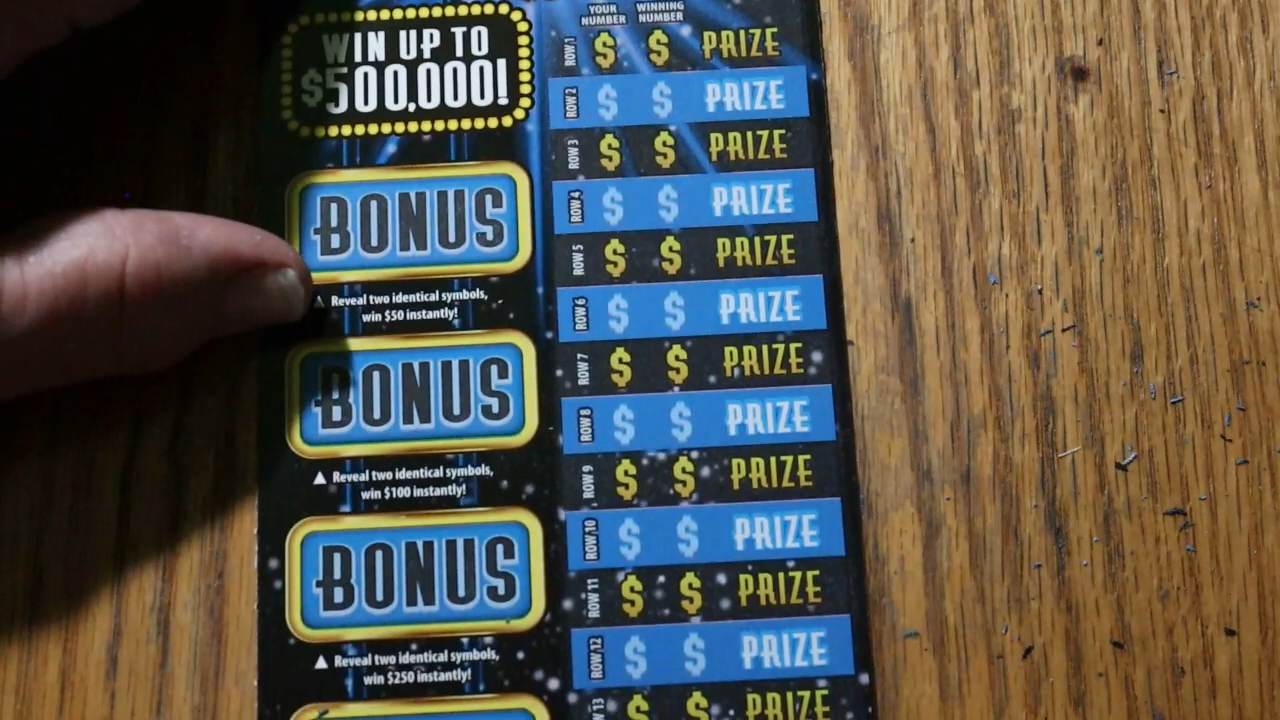 WIN UP TO
$500,000!
BONUS
▲ Reveal two identical symbols,
win $50 instantly!
BONUS
▲ Reveal two identical symbols,
win $100 instantly!
BONUS
▲ Reveal two identical symbols,
win $250 instantly!
YOUR NUMBER WINNING NUMBER
ROW 1 $ $ PRIZE
ROW 2 $ $ PRIZE
ROW 3 $ $ PRIZE
ROW 4 $ $ PRIZE
ROW 5 $ $ PRIZE
ROW 6 $ $ PRIZE
ROW 7 $ $ PRIZE
ROW 8 $ $ PRIZE
ROW 9 $ $ PRIZE
ROW 10 $ $ PRIZE
ROW 11 $ $ PRIZE
ROW 12 $ $ PRIZE
13 $ $ PRIZE